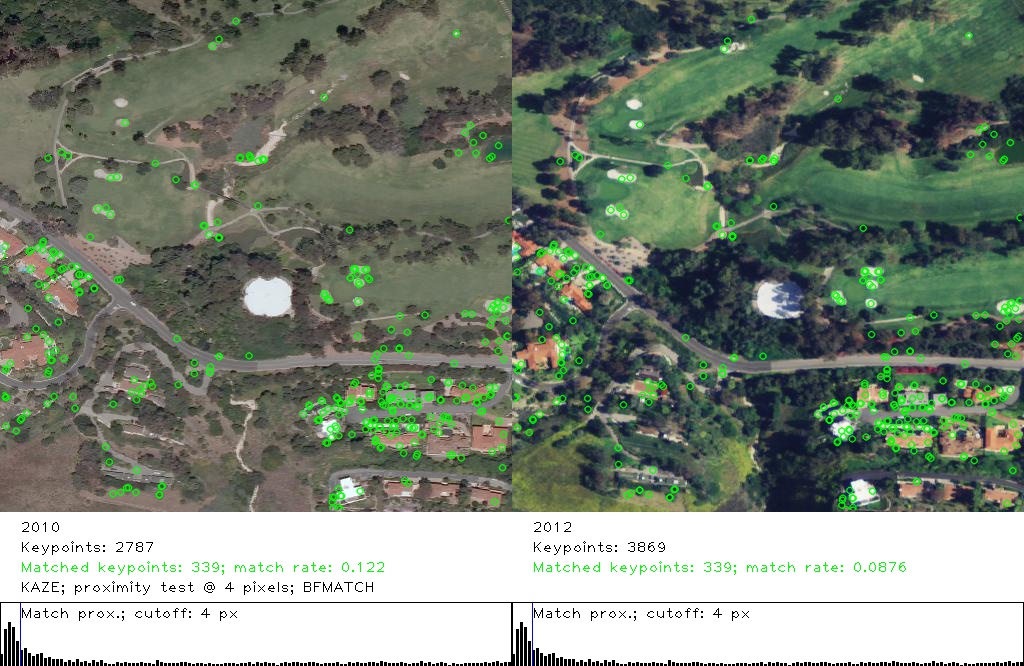 2010
Keypoints: 2787
Matched keypoints: 339; match rate: 0.122
KAZE; proximity test @ 4 pixels; BFMATCH
Match prox.; cutoff: 4 px
2012
Keypoints: 3869
Matched keypoints: 339; match rate: 0.0876
Match prox.; cutoff: 4 px